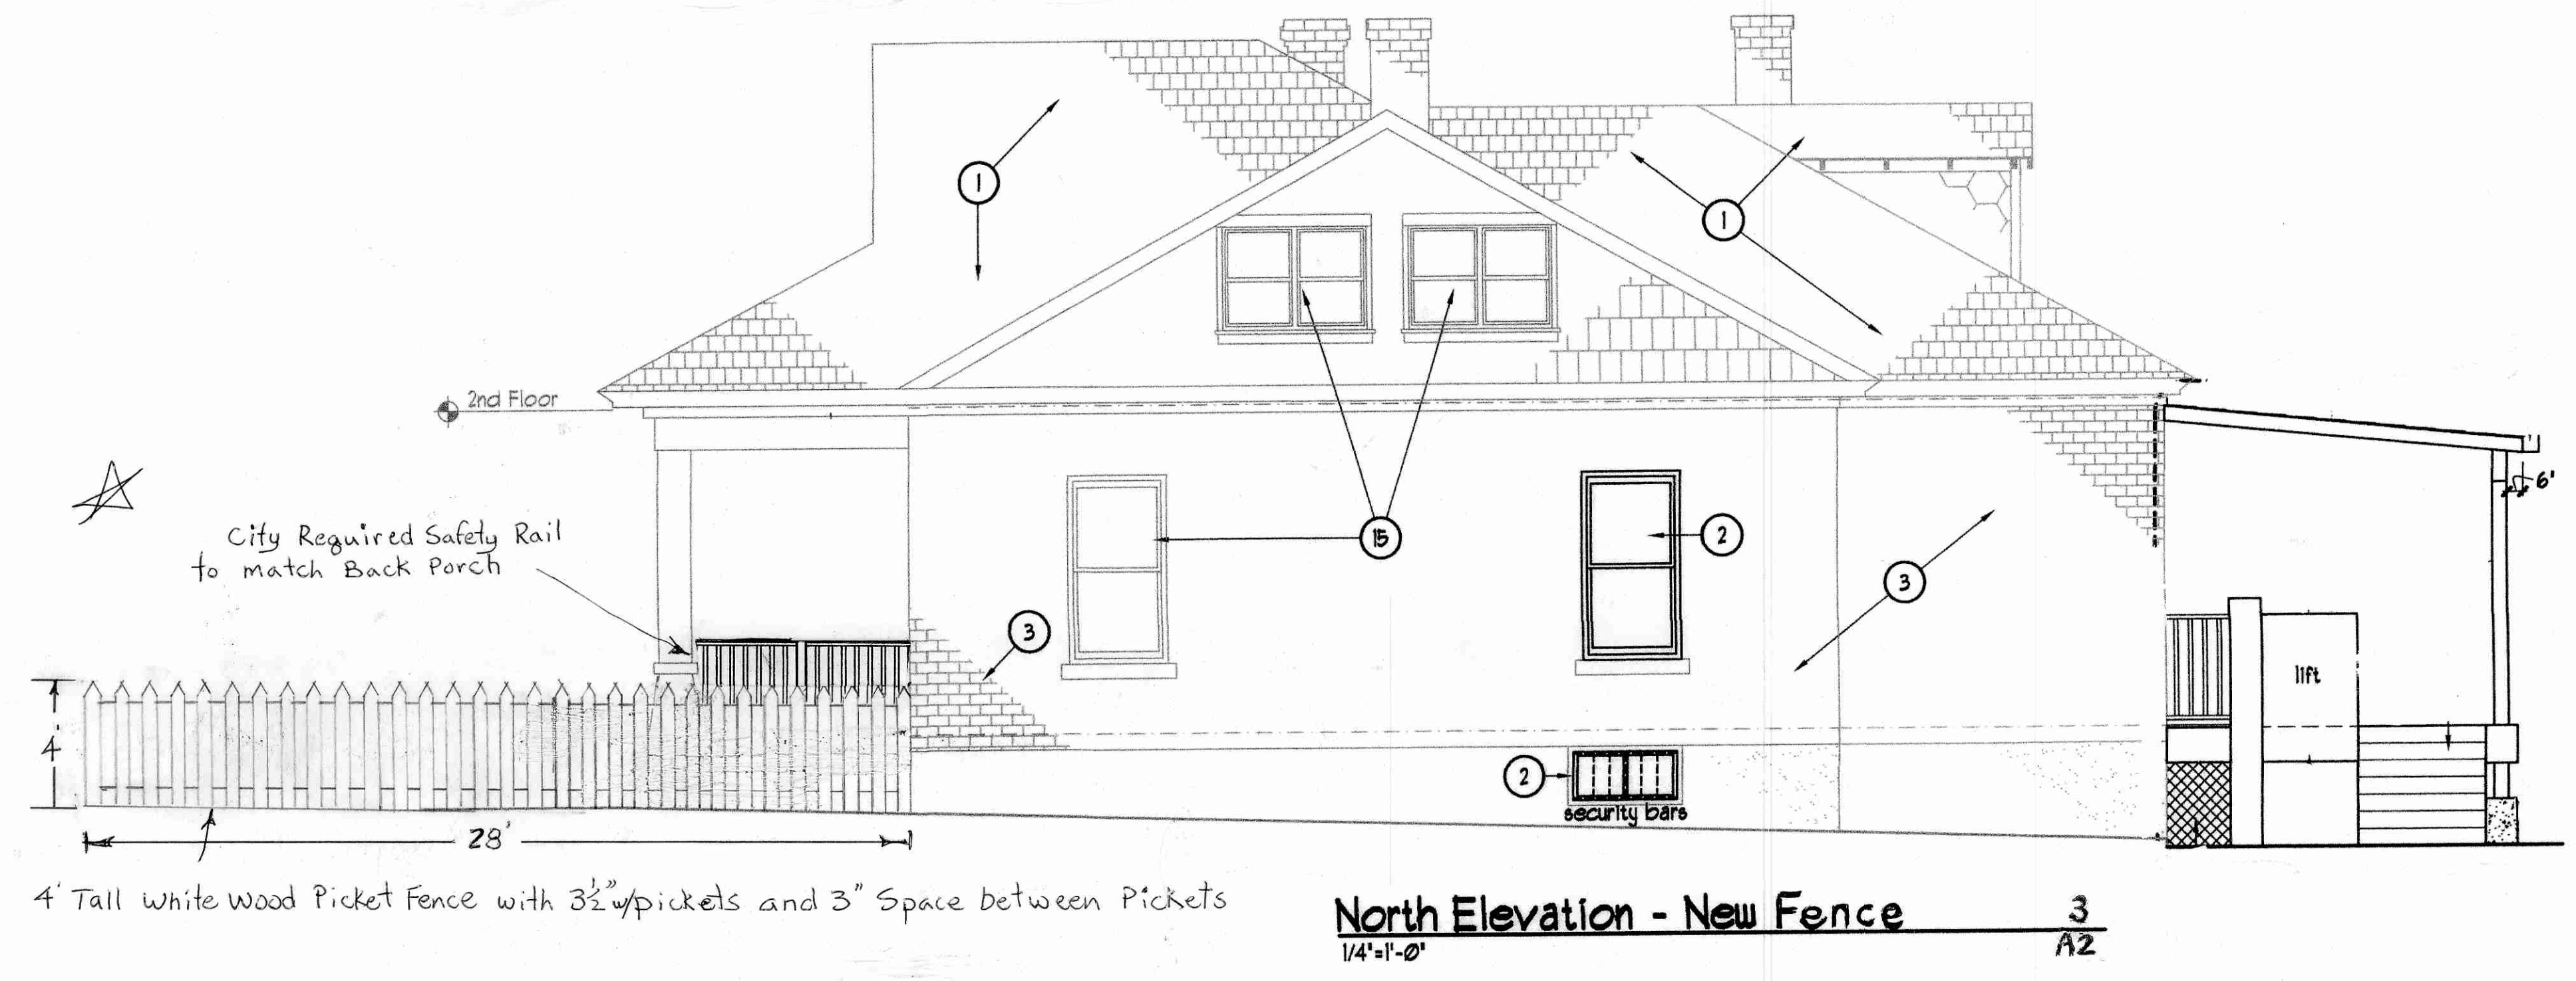 1
1
2nd Floor
6'
City Required Safety Rail
to match Back Porch
15
2
3
3
lift
4'
2
security bars
28'
4' Tall white wood Picket Fence with 3½" w/pickets and 3" Space between Pickets
North Elevation - New Fence
3
A2
1/4"=1'-0"